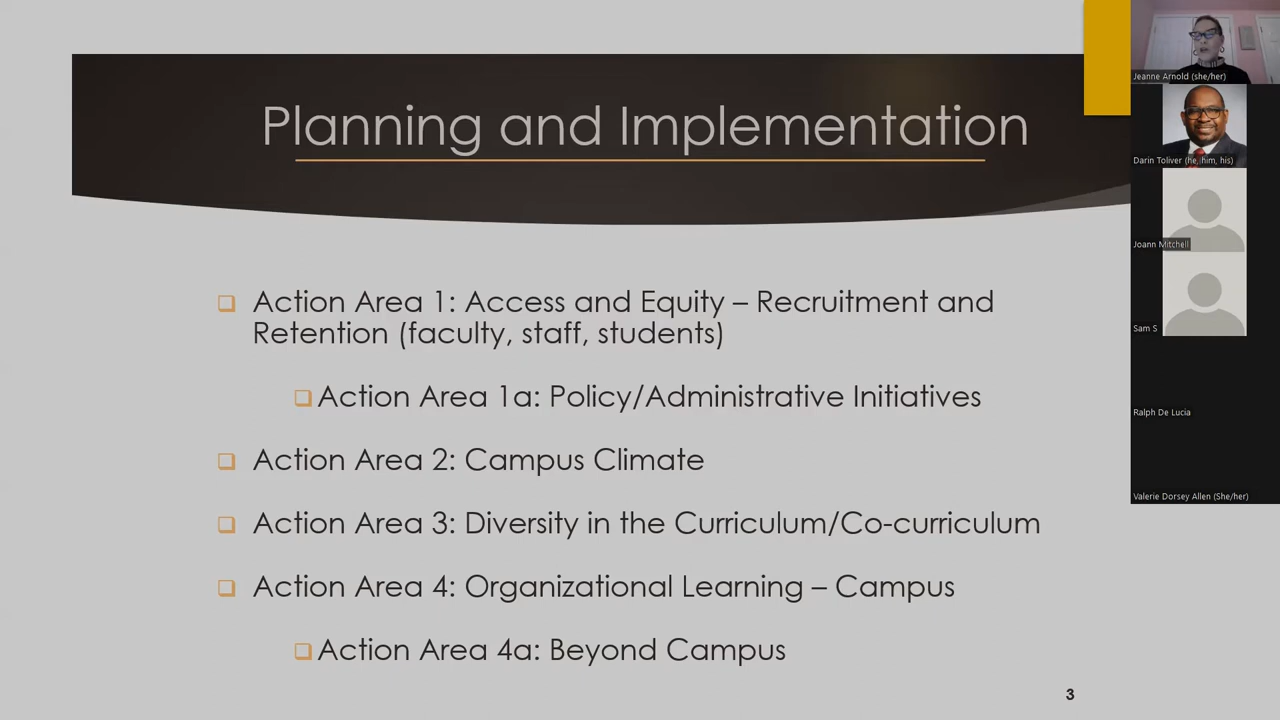 Planning and Implementation
Action Area 1: Access and Equity – Recruitment and
Retention (faculty, staff, students)
Action Area 1a: Policy/Administrative Initiatives
Action Area 2: Campus Climate
Action Area 3: Diversity in the Curriculum/Co-curriculum
Action Area 4: Organizational Learning – Campus
Action Area 4a: Beyond Campus
3
Jeanne Arnold (she/her)
Darin Toliver (he, him, his)
Joann Mitchell
Sam S
Ralph De Lucia
Valerie Dorsey Allen (She/her)